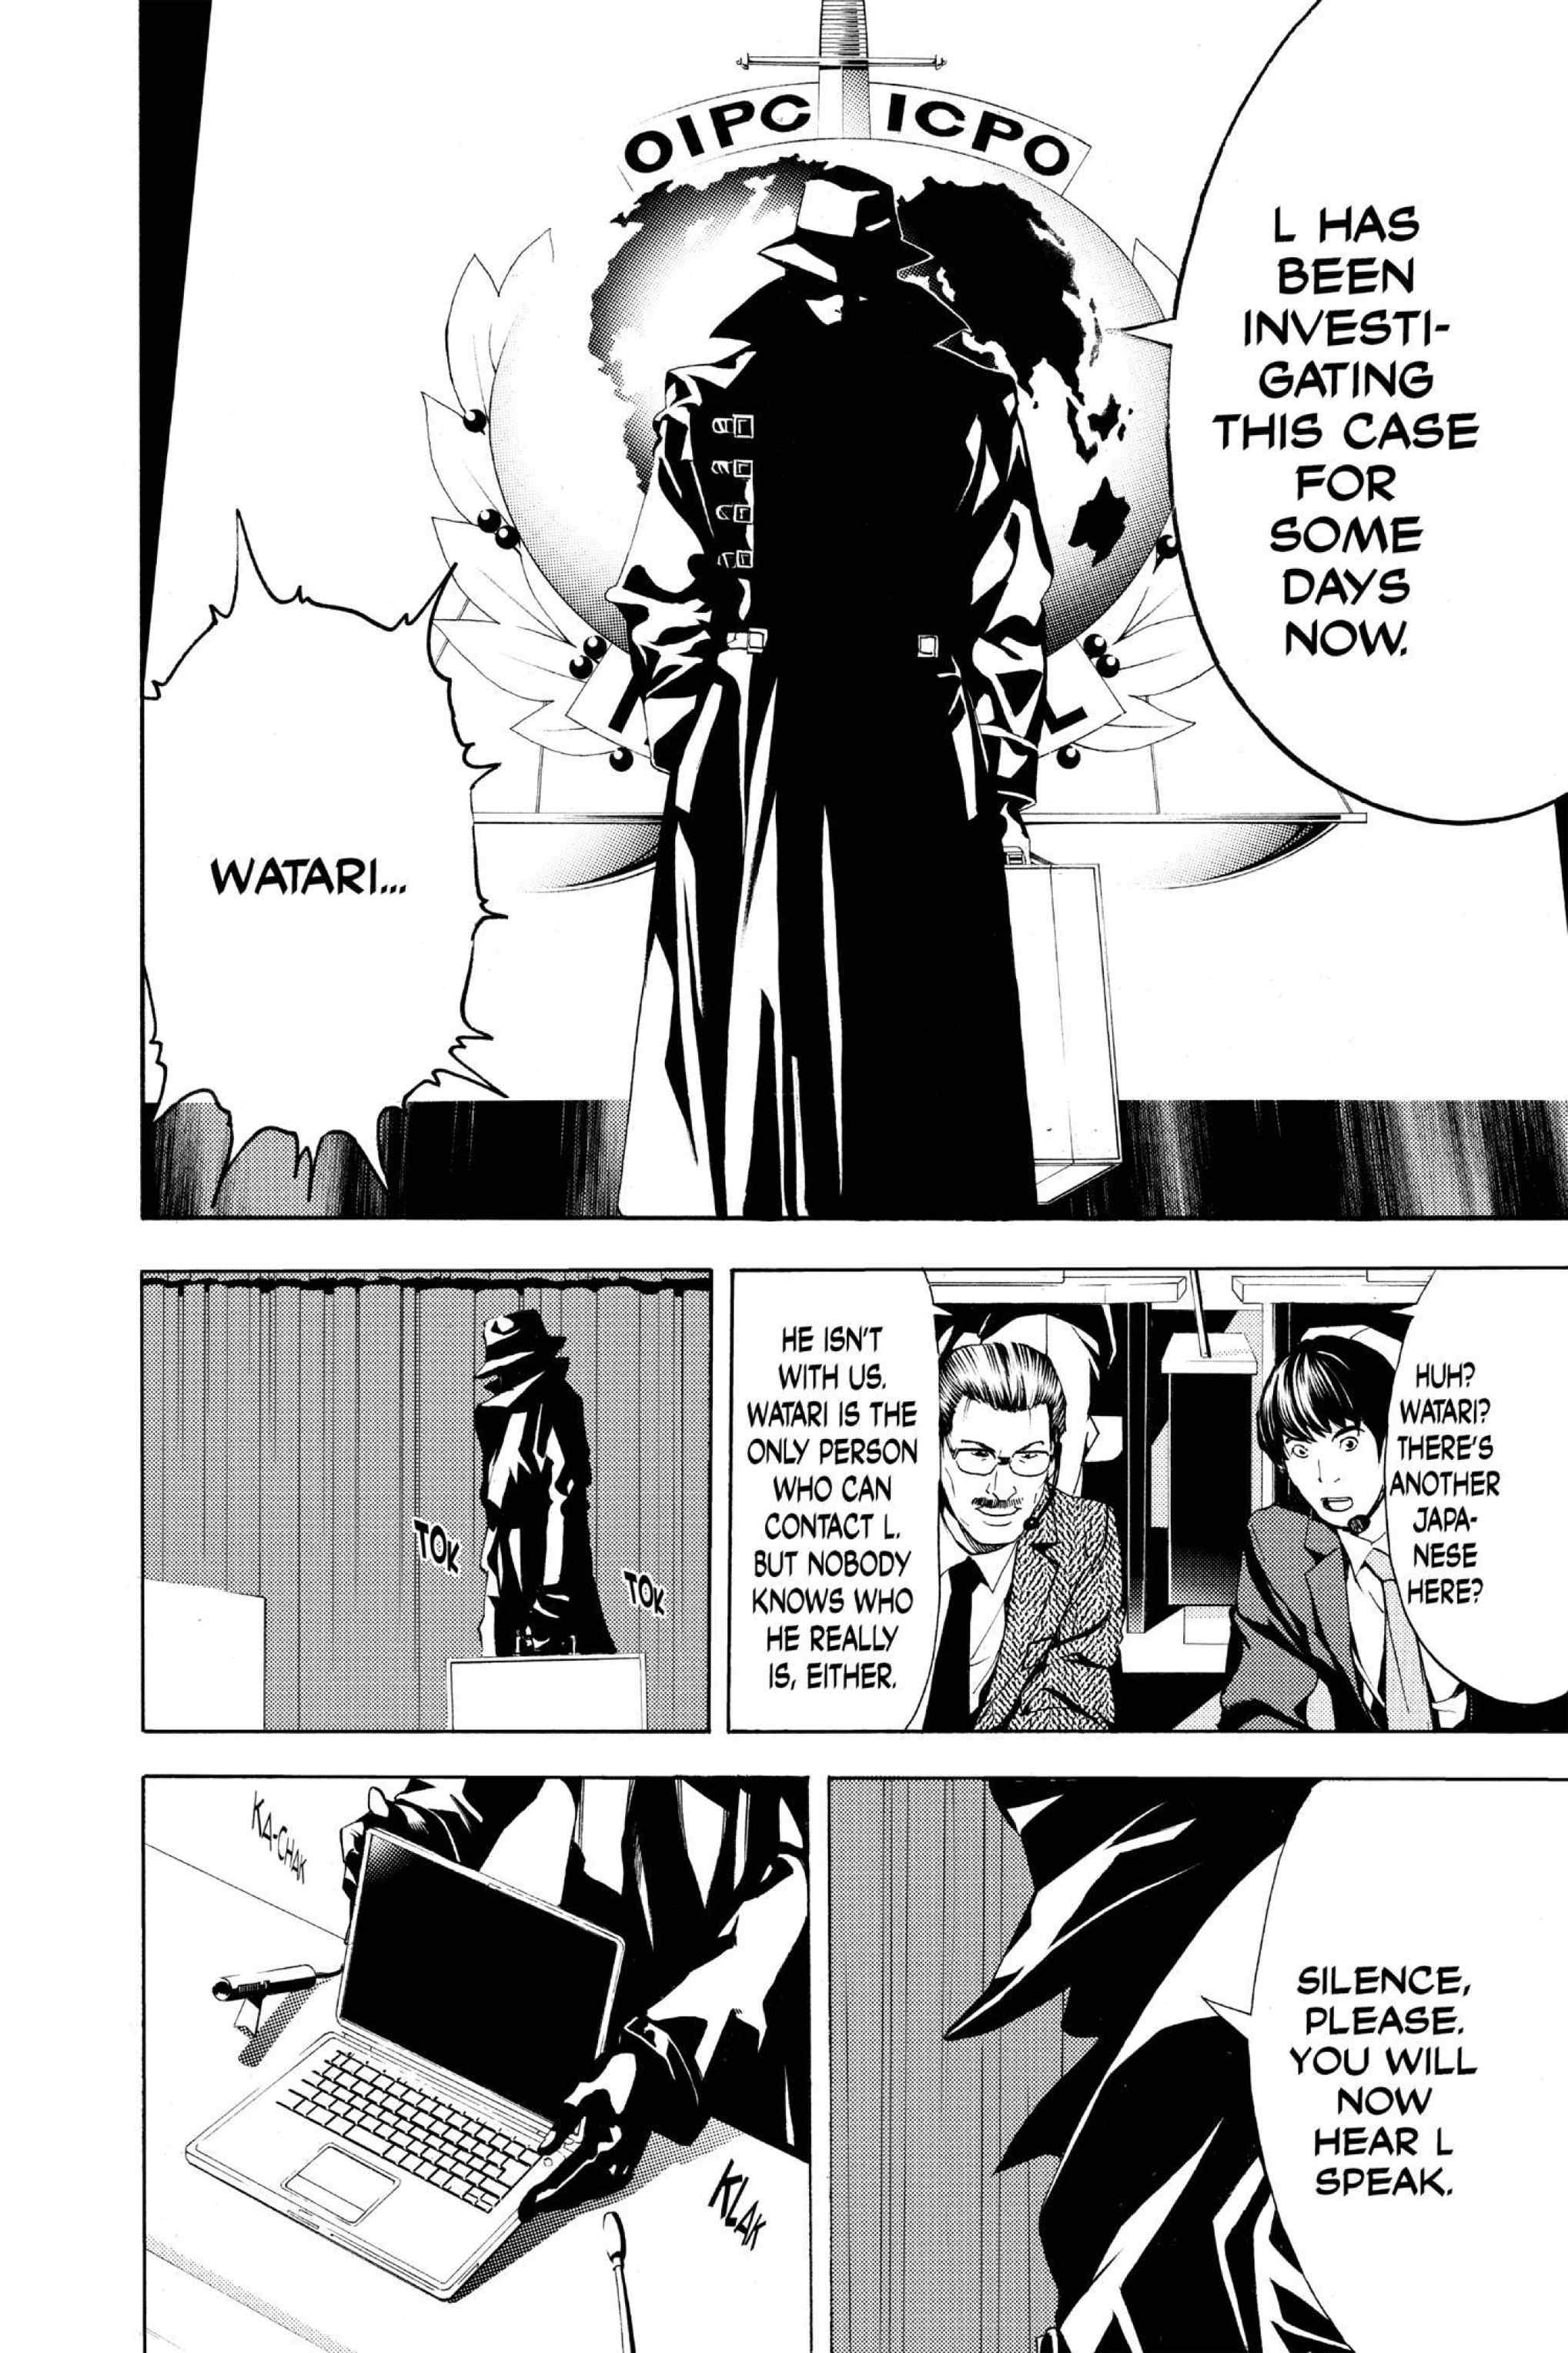 OIPC ICPO
L HAS
BEEN
INVESTI-
GATING
THIS CASE
FOR
SOME
DAYS
NOW.
WATARI...
I
L
HUH?
WATARI?
THERE'S
ANOTHER
JAPA-
NESE
HERE?
HE ISN'T
WITH US.
WATARI IS THE
ONLY PERSON
WHO CAN
CONTACT L.
BUT NOBODY
KNOWS WHO
HE REALLY
IS, EITHER.
TOK
TOK
SILENCE,
PLEASE.
YOU WILL
NOW
HEAR L
SPEAK.
KA-CHAK
KLAK